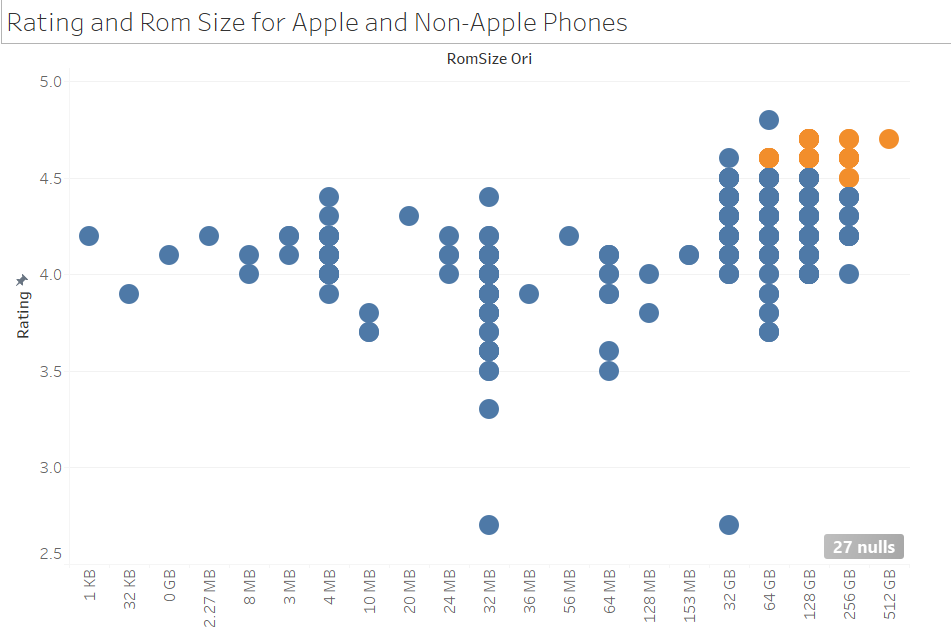 Rating and Rom Size for Apple and Non-Apple Phones
RomSize Ori
5.0
4.5
4.0
3.5
3.0
2.5
Rating
27 nulls
1 KB
32 KB
0 GB
2.27 MB
8 MB
3 MB
4 MB
10 MB
20 MB
24 MB
32 MB
36 MB
56 MB
64 MB
128 MB
153 MB
32 GB
64 GB
128 GB
256 GB
512 GB